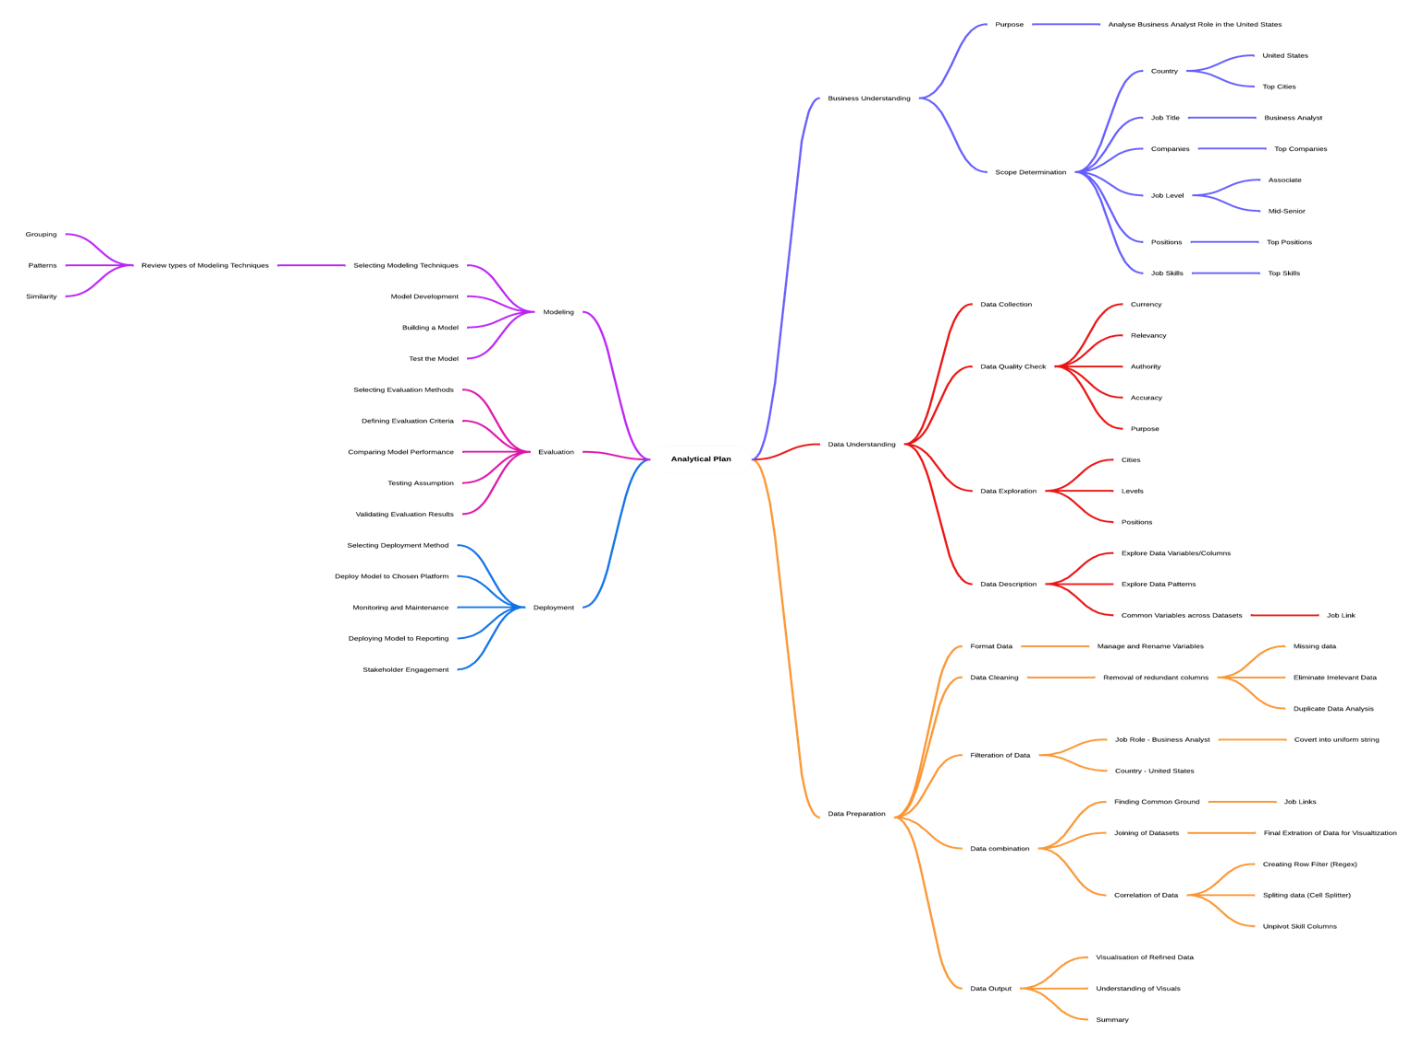 Analytical Plan
Business Understanding
Purpose
Analyse Business Analyst Role in the United States
Scope Determination
Country
United States
Top Cities
Job Title
Business Analyst
Companies
Top Companies
Job Level
Associate
Mid-Senior
Positions
Top Positions
Job Skills
Top Skills
Data Understanding
Data Collection
Data Quality Check
Currency
Relevancy
Authority
Accuracy
Purpose
Data Exploration
Cities
Levels
Positions
Data Description
Explore Data Variables/Columns
Explore Data Patterns
Common Variables across Datasets
Job Link
Data Preparation
Format Data
Manage and Rename Variables
Data Cleaning
Removal of redundant columns
Missing data
Eliminate Irrelevant Data
Duplicate Data Analysis
Filteration of Data
Job Role - Business Analyst
Covert into uniform string
Country - United States
Data combination
Finding Common Ground
Job Links
Joining of Datasets
Final Extration of Data for Visualtization
Correlation of Data
Creating Row Filter (Regex)
Spliting data (Cell Splitter)
Unpivot Skill Columns
Data Output
Visualisation of Refined Data
Understanding of Visuals
Summary
Modeling
Selecting Modeling Techniques
Review types of Modeling Techniques
Grouping
Patterns
Similarity
Model Development
Building a Model
Test the Model
Evaluation
Selecting Evaluation Methods
Defining Evaluation Criteria
Comparing Model Performance
Testing Assumption
Validating Evaluation Results
Deployment
Selecting Deployment Method
Deploy Model to Chosen Platform
Monitoring and Maintenance
Deploying Model to Reporting
Stakeholder Engagement